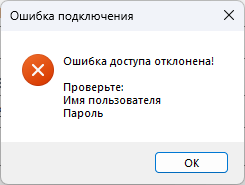 Ошибка подключения
Ошибка доступа отклонена!
Проверьте:
Имя пользователя
Пароль
OK